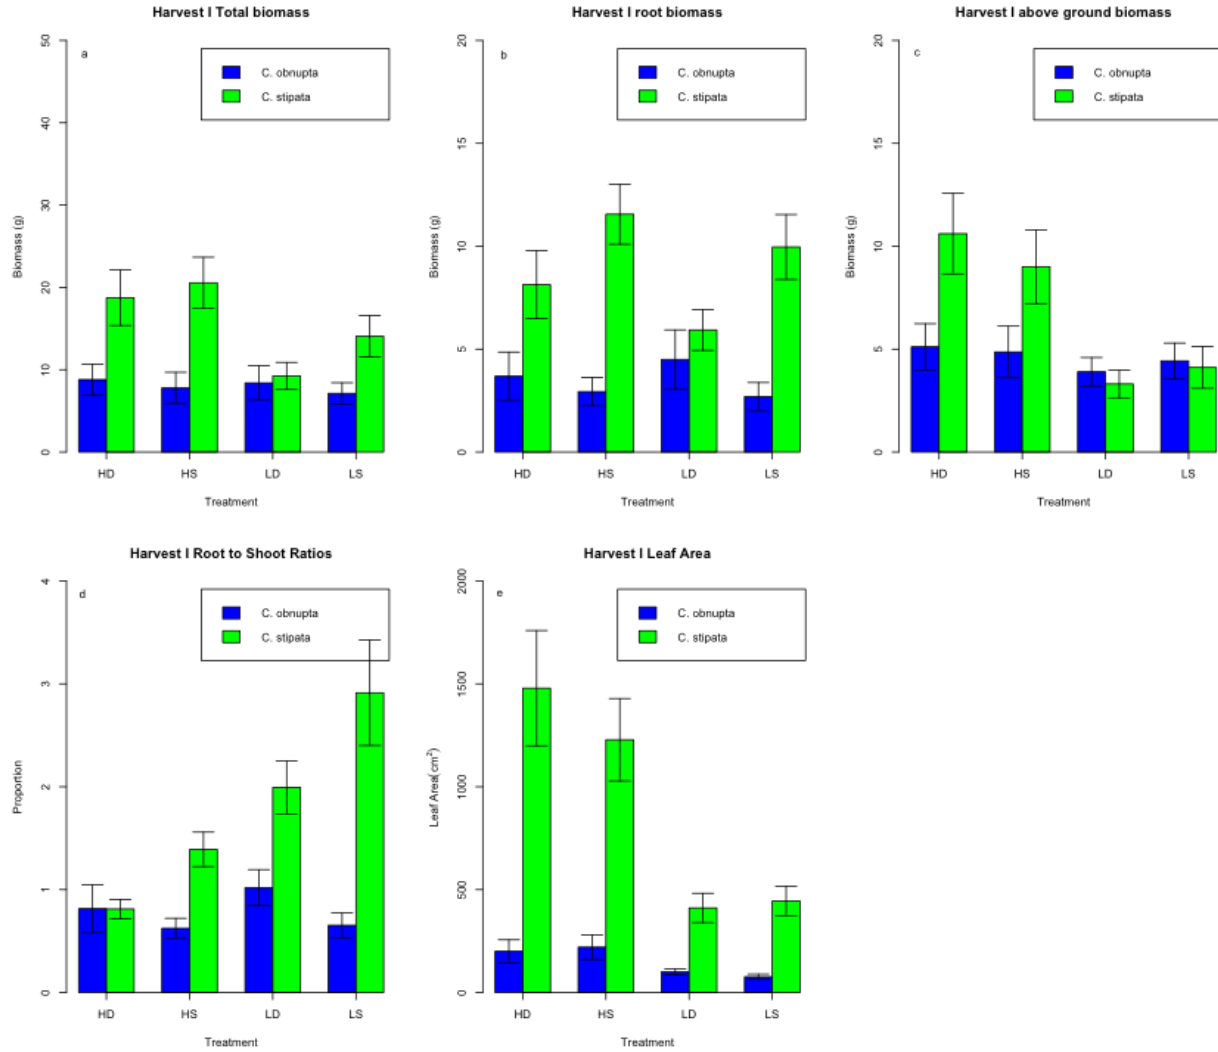 Harvest I Total biomass
a
C. obnupta
C. stipata
Biomass (g)
0
10
20
30
40
50
HD
HS
LD
LS
Treatment
Harvest I root biomass
b
C. obnupta
C. stipata
Biomass (g)
0
5
10
15
20
HD
HS
LD
LS
Treatment
Harvest I above ground biomass
c
C. obnupta
C. stipata
Biomass (g)
0
5
10
15
20
HD
HS
LD
LS
Treatment
Harvest I Root to Shoot Ratios
d
C. obnupta
C. stipata
Proportion
0
1
2
3
4
HD
HS
LD
LS
Treatment
Harvest I Leaf Area
e
C. obnupta
C. stipata
Leaf Area(cm²)
0
500
1000
1500
2000
HD
HS
LD
LS
Treatment